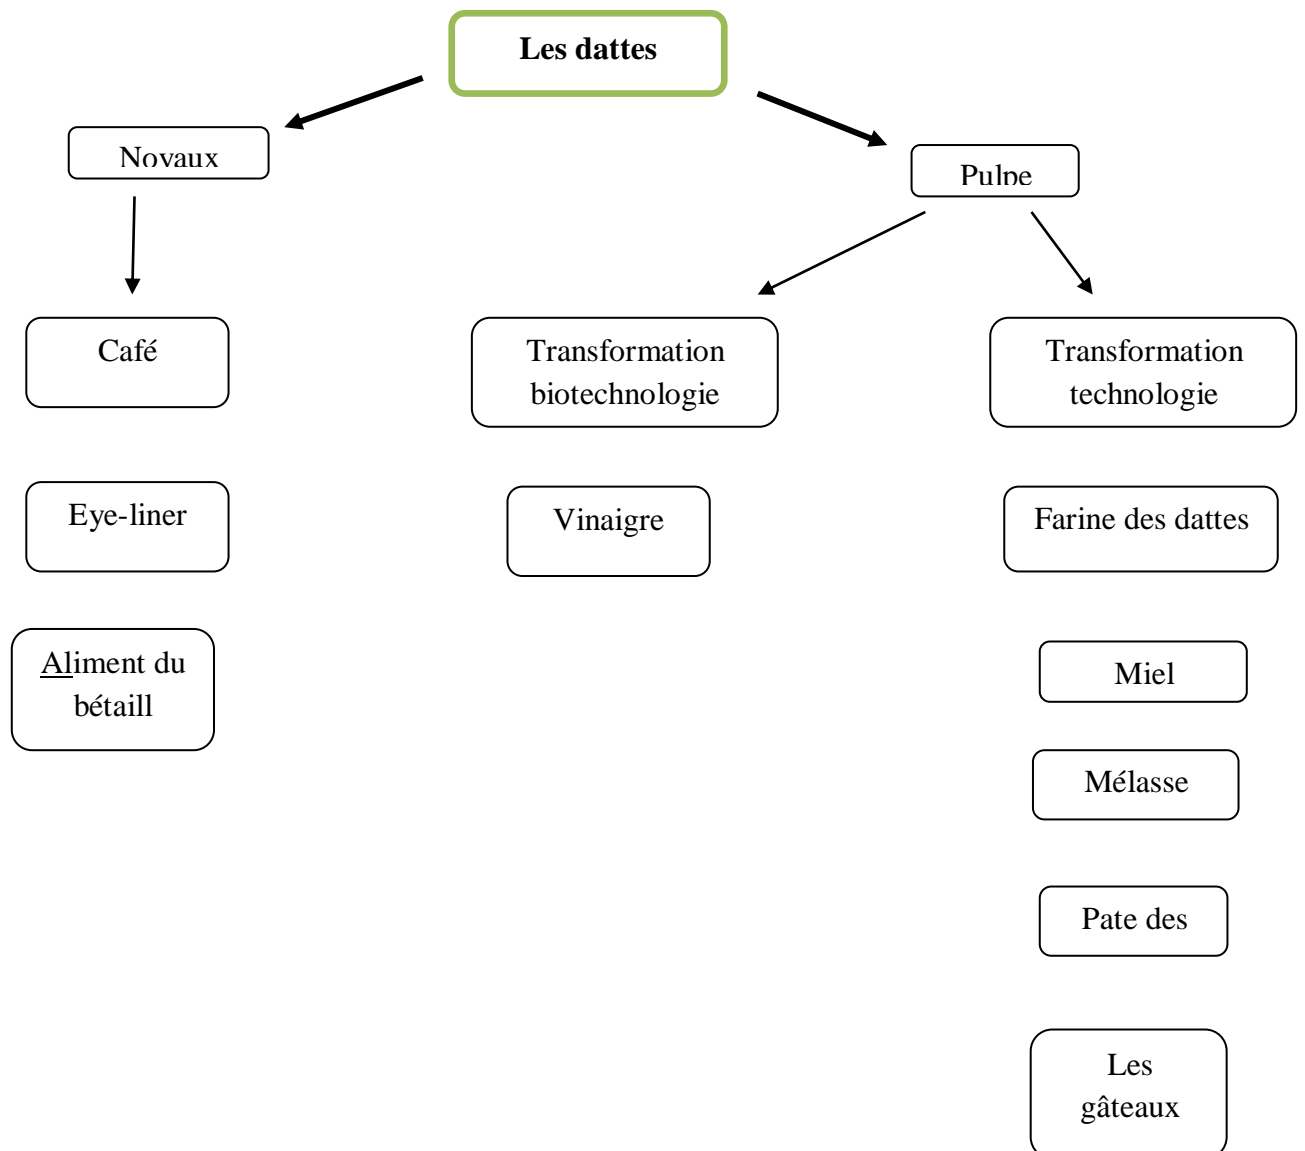 Les dattes
Noyaux
Pulpe
Café
Transformation
biotechnologie
Transformation
technologie
Eye-liner
Vinaigre
Farine des dattes
Aliment du
bétaill
Miel
Mélasse
Pate des
Les
gâteaux